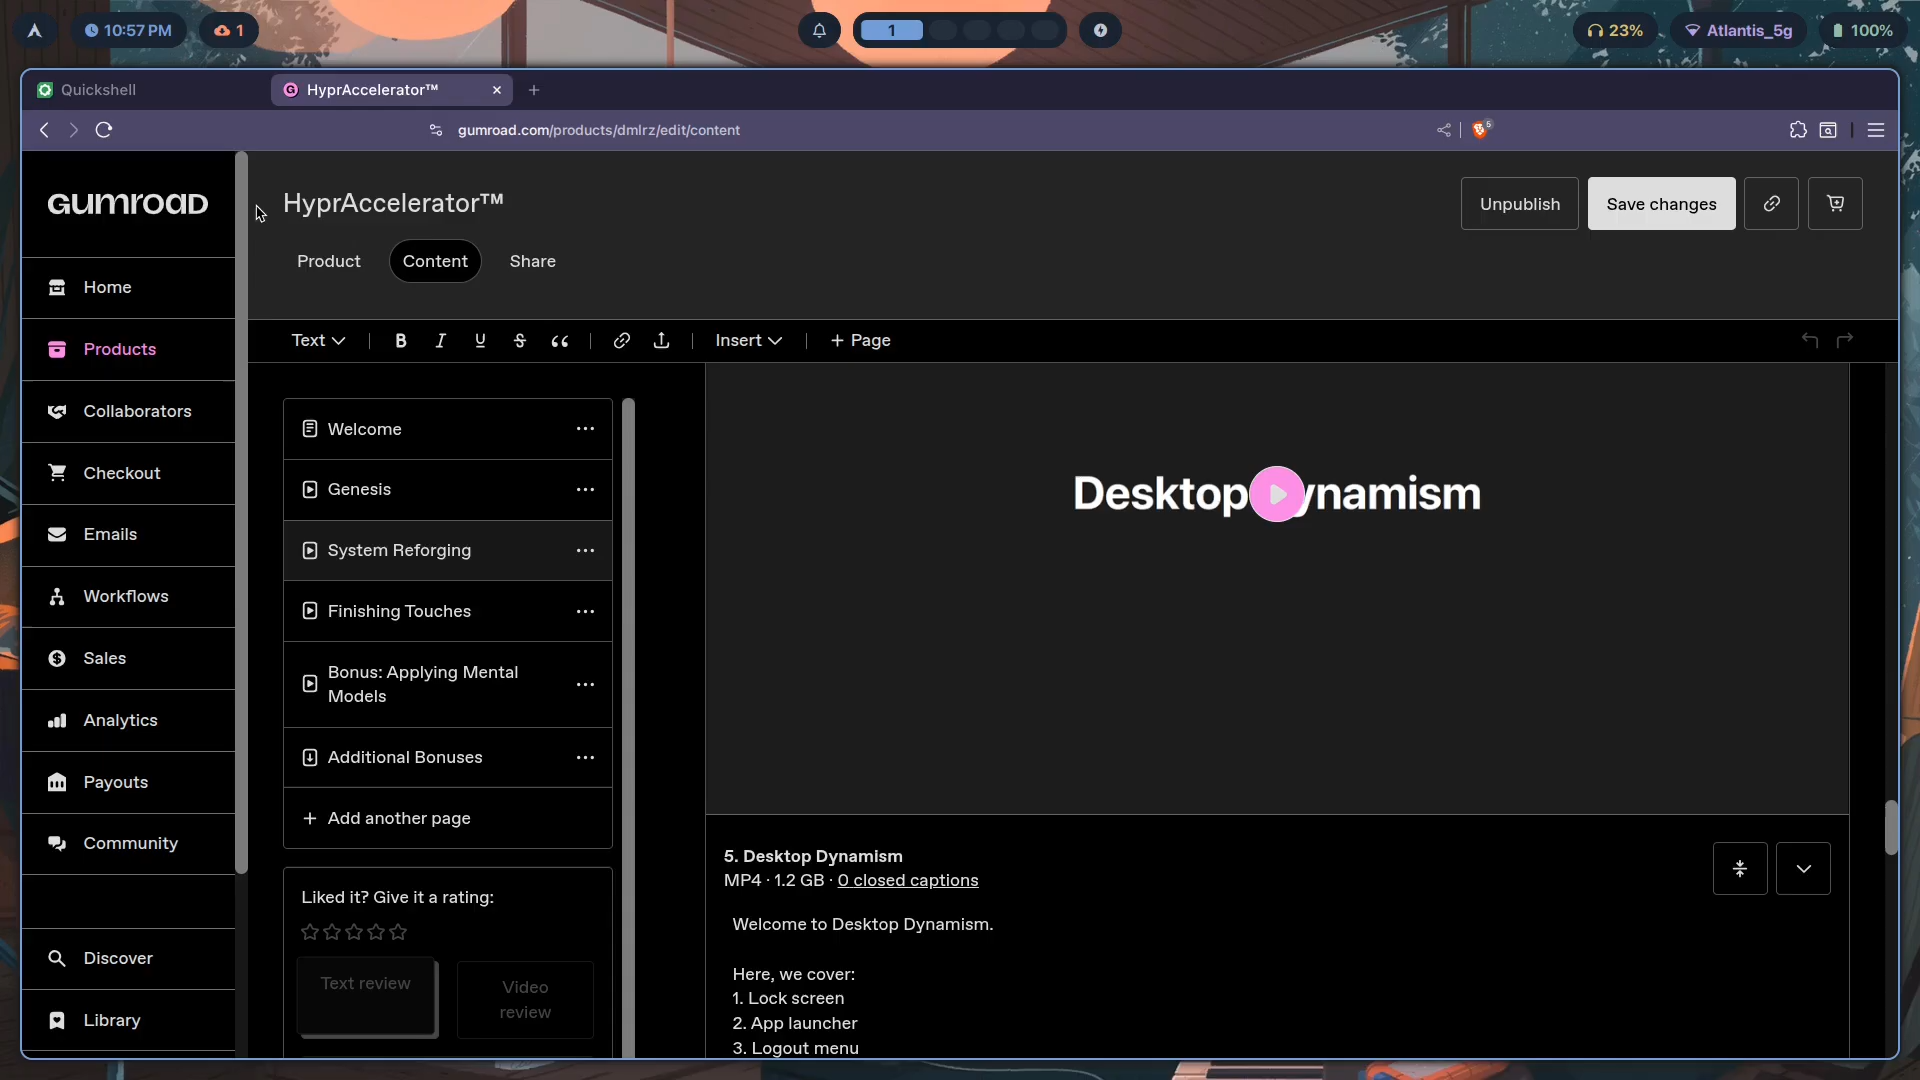 10:57 PM
1
1
23%
Atlantis_5g
100%
Quickshell
HyprAccelerator™
gumroad.com/products/dmlrz/edit/content
5
GUMROAD
Home
Products
Collaborators
Checkout
Emails
Workflows
Sales
Analytics
Payouts
Community
Discover
Library
HyprAccelerator™
Unpublish
Save changes
Product
Content
Share
Text
B
I
U
S
Insert
+ Page
Welcome
Genesis
System Reforging
Finishing Touches
Bonus: Applying Mental
Models
Additional Bonuses
+ Add another page
Liked it? Give it a rating:
Text review
Video
review
5. Desktop Dynamism
MP4 · 1.2 GB · 0 closed captions
Welcome to Desktop Dynamism.
Here, we cover:
1. Lock screen
2. App launcher
3. Logout menu